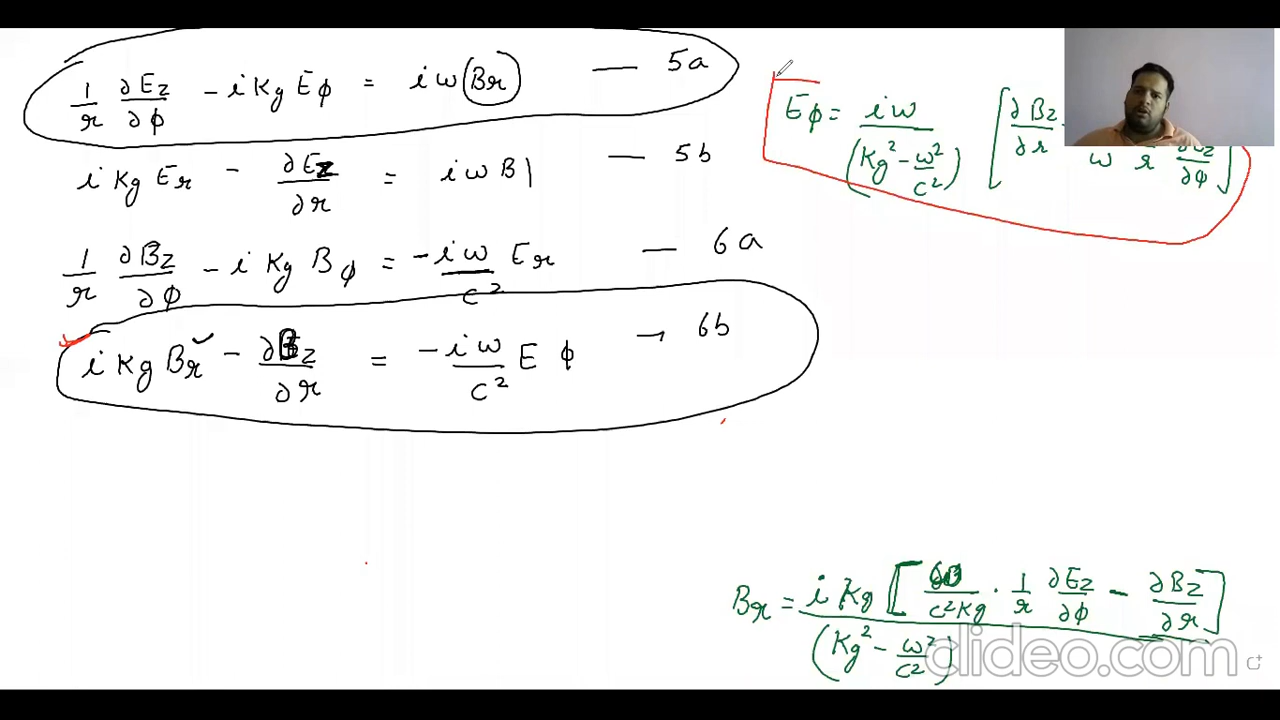 1/r ∂Ez/∂φ - i Kg Eφ = i ω Br — 5a
i Kg Er - ∂Ez/∂r = i ω B — 5b
1/r ∂Bz/∂φ - i Kg Bφ = -iω/c² Er — 6a
i Kg Br - ∂Bz/∂r = -iω/c² E φ → 6b
Eφ = iω/(Kg² - ω²/c²) [∂Bz/∂r
ω r ∂φ]
Br = i Kg [ω/c²Kg · 1/r ∂Ez/∂φ - ∂Bz/∂r]/(Kg² - ω²/c²)
clideo.com